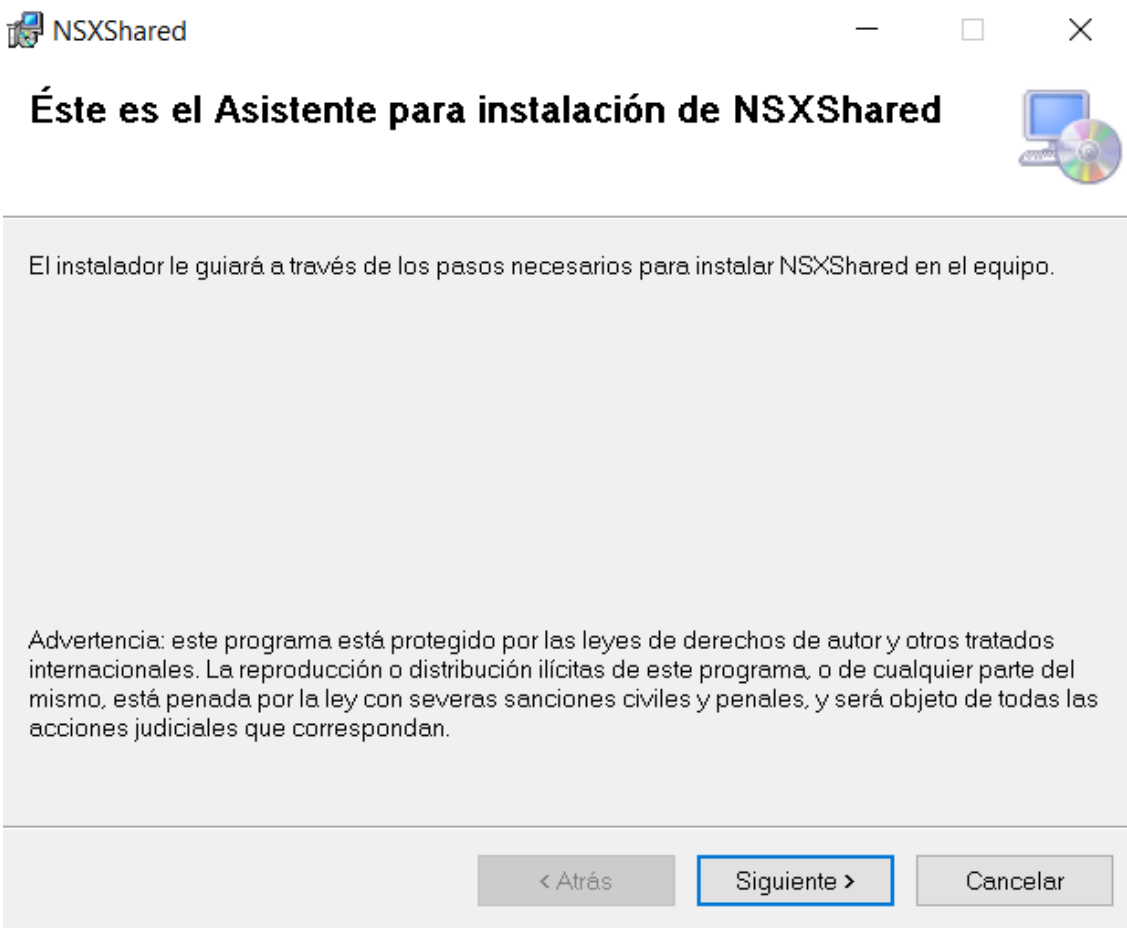 NSXShared
Éste es el Asistente para instalación de NSXShared
El instalador le guiará a través de los pasos necesarios para instalar NSXShared en el equipo.
Advertencia: este programa está protegido por las leyes de derechos de autor y otros tratados
internacionales. La reproducción o distribución ilícitas de este programa, o de cualquier parte del
mismo, está penada por la ley con severas sanciones civiles y penales, y será objeto de todas las
acciones judiciales que correspondan.
< Atrás
Siguiente >
Cancelar